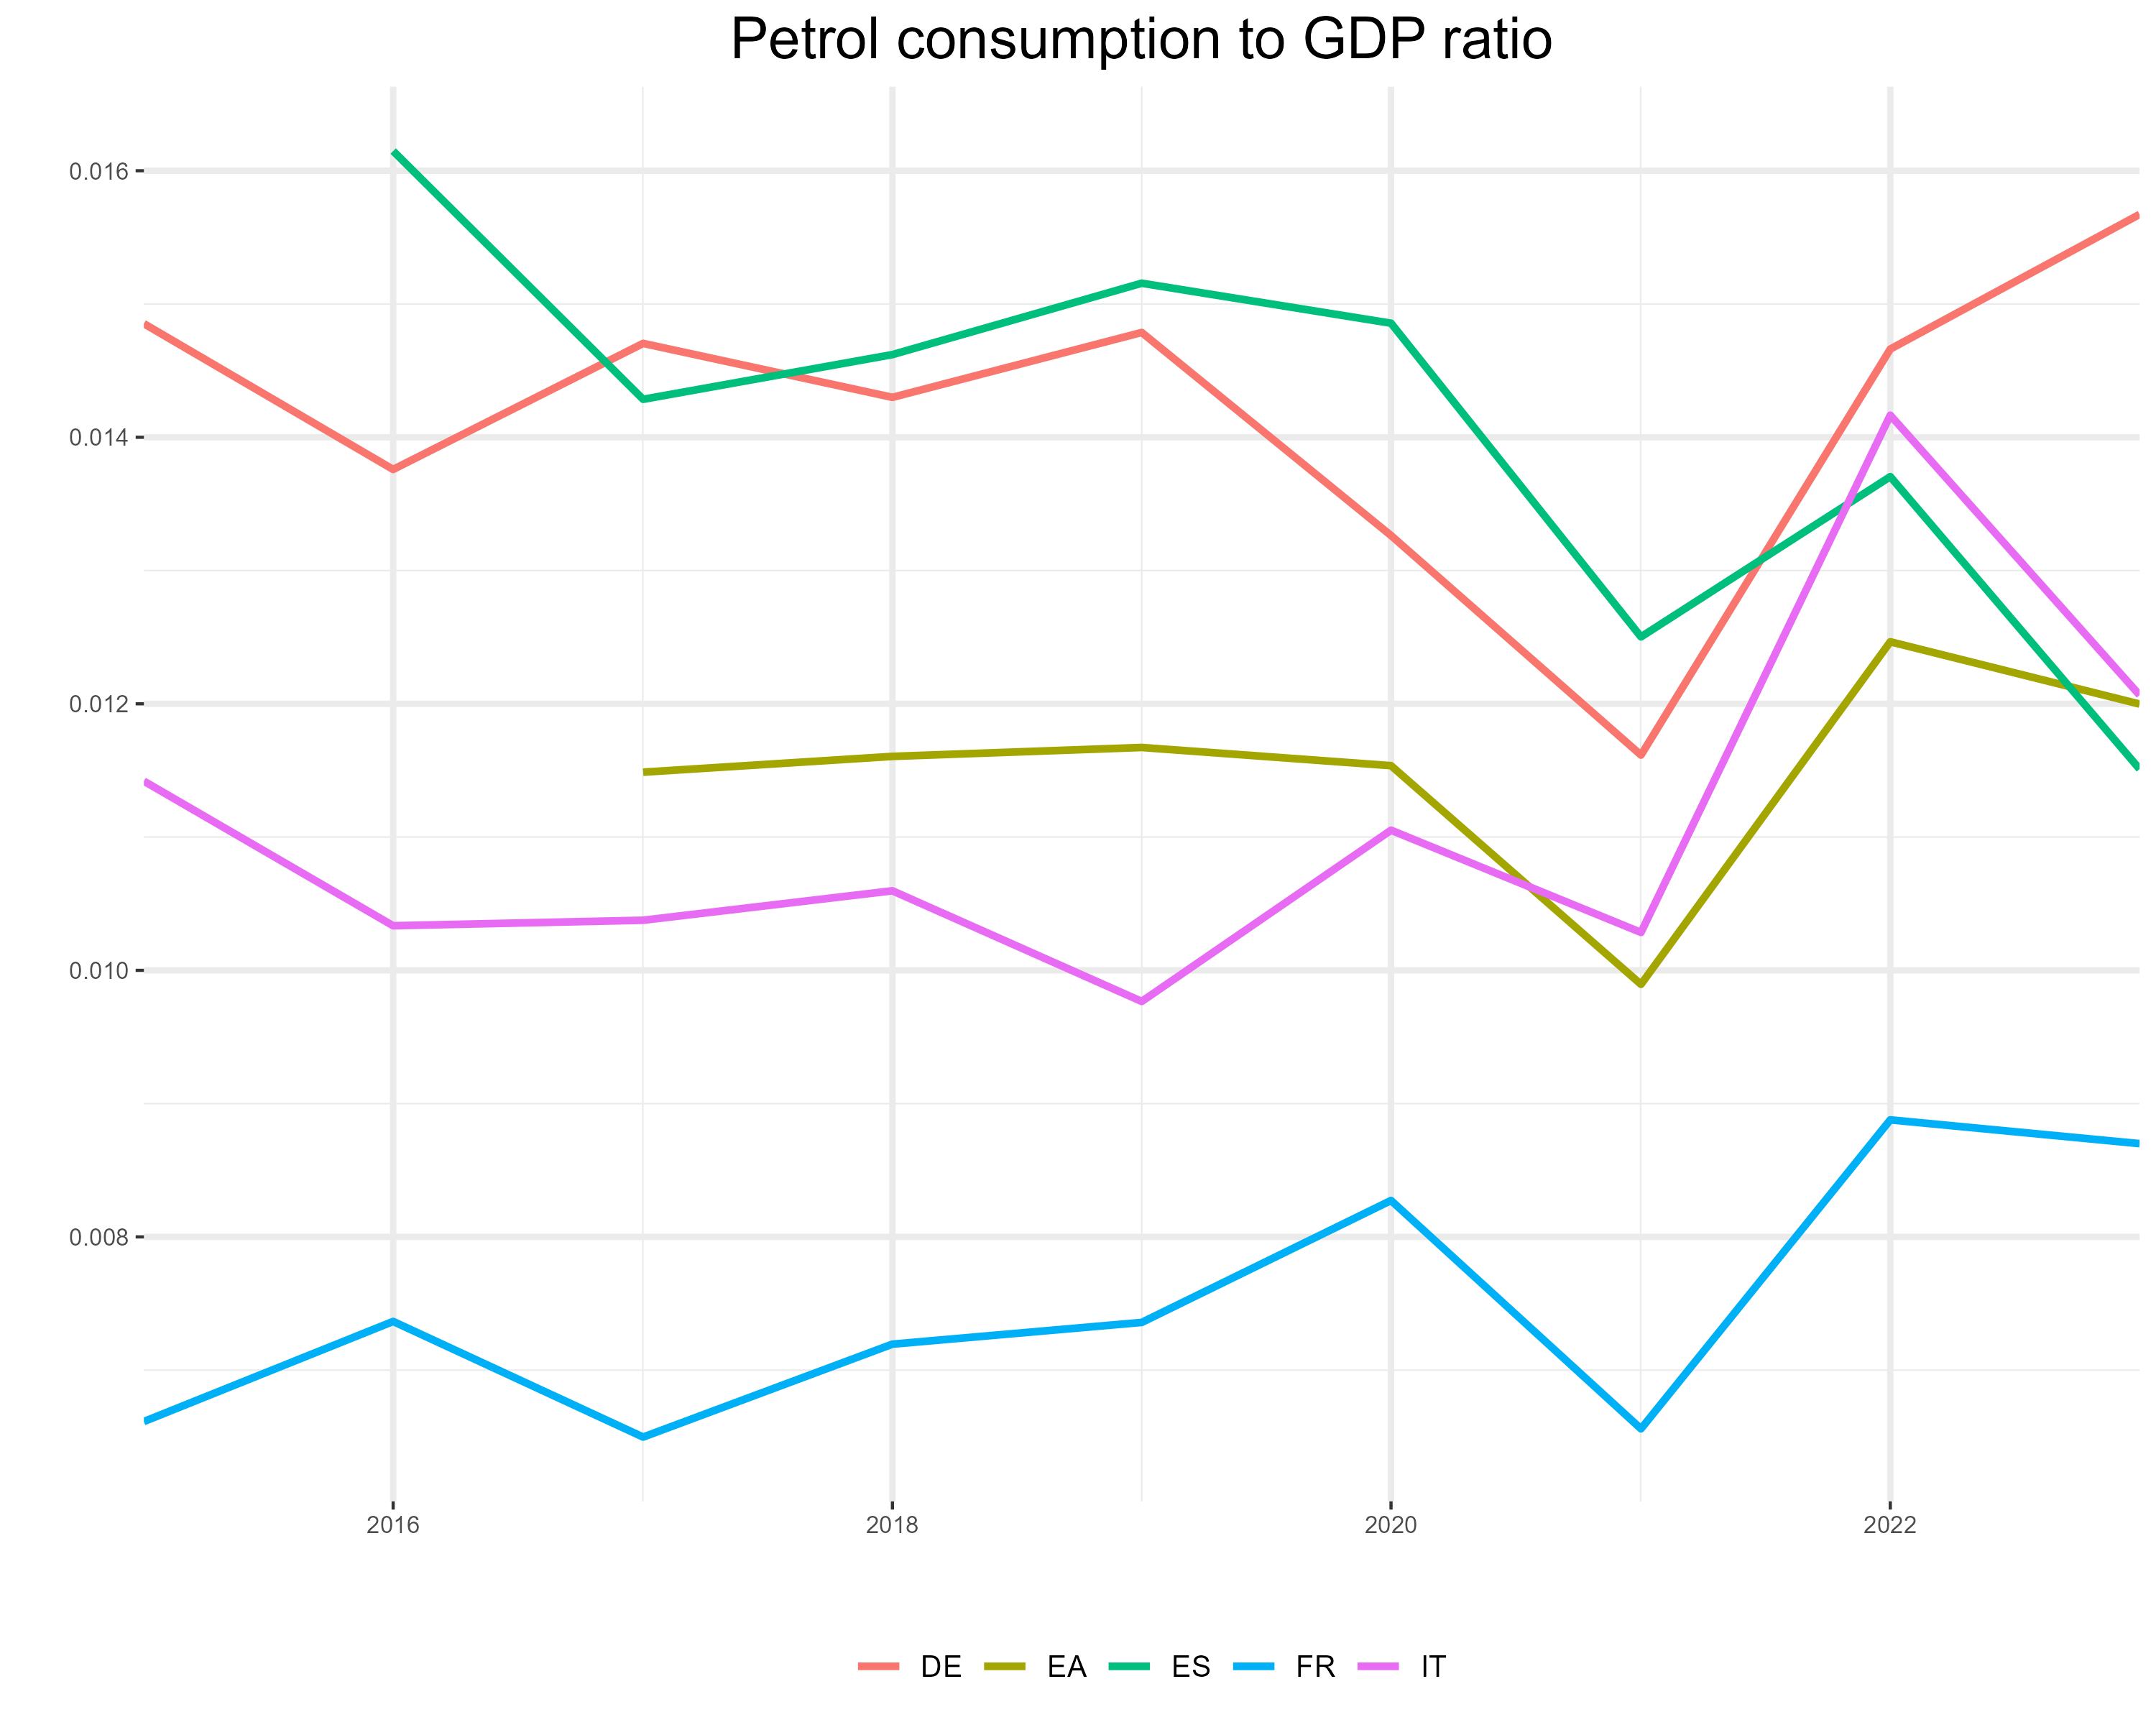 Petrol consumption to GDP ratio
0.016
0.014
0.012
0.010
0.008
2016 2018 2020 2022
DE EA ES FR IT